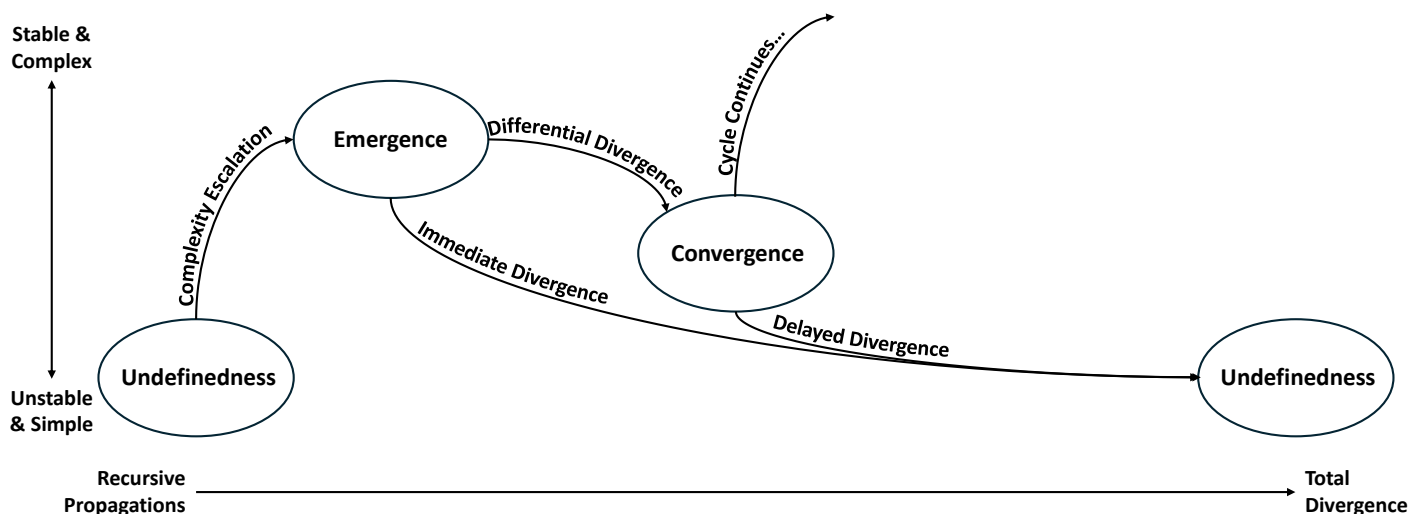 Stable &
Complex
Cycle Continues...
Emergence
Differential Divergence
Complexity Escalation
Immediate Divergence
Convergence
Delayed Divergence
Undefinedness
Undefinedness
Unstable
& Simple
Recursive
Propagations
Total
Divergence